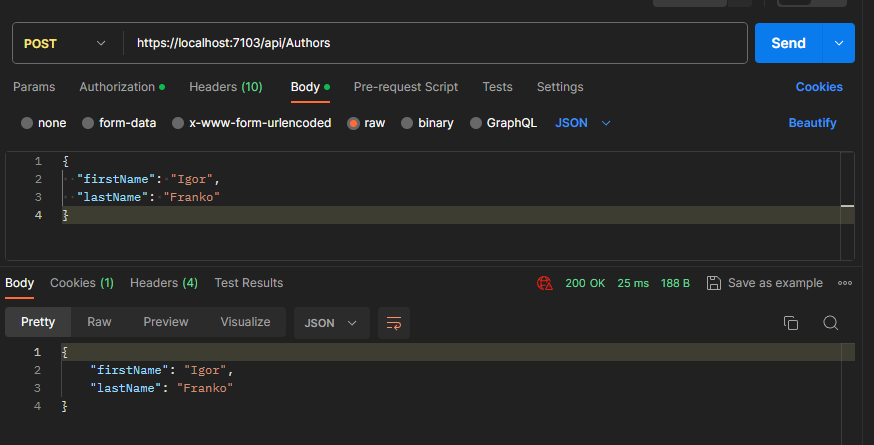 POST https://localhost:7103/api/Authors Send
Params Authorization Headers (10) Body Pre-request Script Tests Settings Cookies
none form-data x-www-form-urlencoded raw binary GraphQL JSON Beautify
1 {
2 "firstName": "Igor",
3 "lastName": "Franko"
4 }
Body Cookies (1) Headers (4) Test Results 200 OK 25 ms 188 B Save as example
Pretty Raw Preview Visualize JSON
1 {
2 "firstName": "Igor",
3 "lastName": "Franko"
4 }